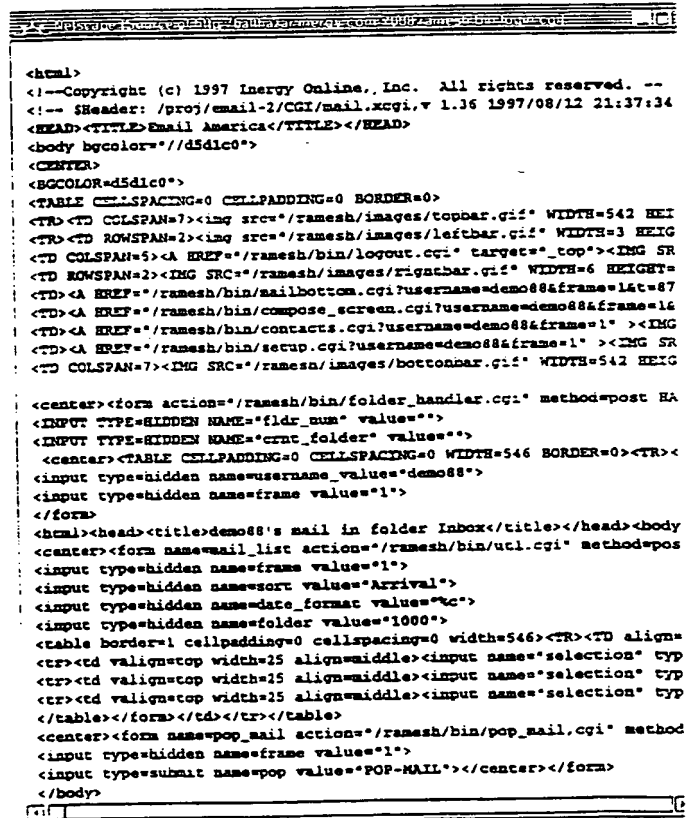 <html>
<!--Copyright (c) 1997 Inergy Online, Inc. All rights reserved. --
<!-- $Header: /proj/email-2/CGI/mail.xcgi,v 1.36 1997/08/12 21:37:34
<HEAD><TITLE>Email America</TITLE></HEAD>
<body bgcolor="//d5d1c0">
<CENTER>
<BGCOLOR=d5d1c0">
<TABLE CELLSPACING=0 CELLPADDING=0 BORDER=0>
<TR><TD COLSPAN=7><img src="/ramesh/images/topbar.gif" WIDTH=542 HEI
<TR><TD ROWSPAN=2><img src="/ramesh/images/leftbar.gif" WIDTH=3 HEIG
<TD COLSPAN=5><A HREF="/ramesh/bin/logout.cgi" target="_top"><IMG SR
<TD ROWSPAN=2><IMG SRC="/ramesh/images/rightbar.gif" WIDTH=6 HEIGHT=
<TD><A HREF="/ramesh/bin/mailbottom.cgi?username=demo88&frame=1&t=87
<TD><A HREF="/ramesh/bin/compose_screen.cgi?username=demo88&frame=1&
<TD><A HREF="/ramesh/bin/contacts.cgi?username=demo88&frame=1" ><IMG
<TD><A HREF="/ramesh/bin/setup.cgi?username=demo88&frame=1" ><IMG SR
<TD COLSPAN=7><IMG SRC="/ramesh/images/bottonbar.gif" WIDTH=542 HEIG
<center><form action="/ramesh/bin/folder_handler.cgi" method=post NA
<INPUT TYPE=HIDDEN NAME="fldr_num" value="">
<INPUT TYPE=HIDDEN NAME="crnt_folder" value="">
<center><TABLE CELLPADDING=0 CELLSPACING=0 WIDTH=546 BORDER=0><TR><
<input type=hidden name=username_value="demo88">
<input type=hidden name=frame value="1">
</form>
<html><head><title>demo88's mail in folder Inbox</title></head><body
<center><form name=mail_list action="/ramesh/bin/utl.cgi" method=pos
<input type=hidden name=frame value="1">
<input type=hidden name=sort value="Arrival">
<input type=hidden name=date_format value="%c">
<input type=hidden name=folder value="1000">
<table border=1 cellpadding=0 cellspacing=0 width=546><TR><TD align=
<tr><td valign=top width=25 align=middle><input name="selection" typ
<tr><td valign=top width=25 align=middle><input name="selection" typ
<tr><td valign=top width=25 align=middle><input name="selection" typ
</table></form></td></tr></table>
<center><form name=pop_mail action="/ramesh/bin/pop_mail.cgi" method
<input type=hidden name=frame value="1">
<input type=submit name=pop value="POP-MAIL"></center></form>
</body>